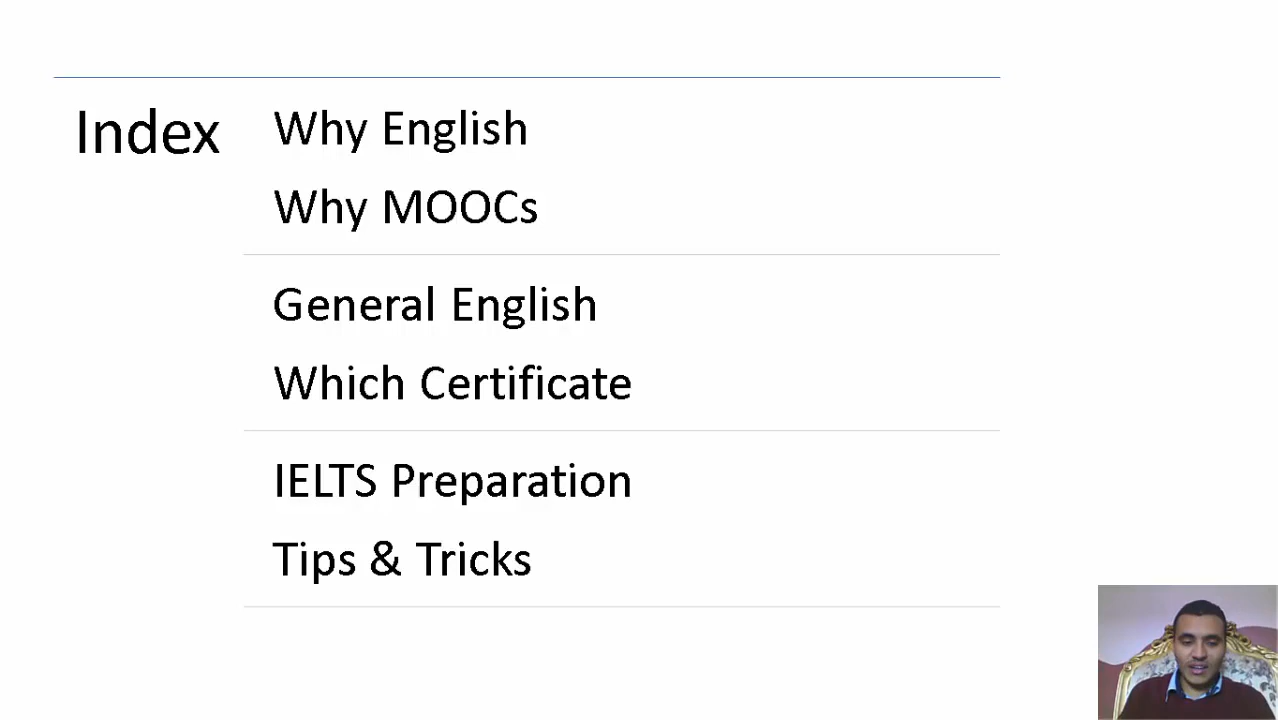 Index
Why English
Why MOOCs
General English
Which Certificate
IELTS Preparation
Tips & Tricks